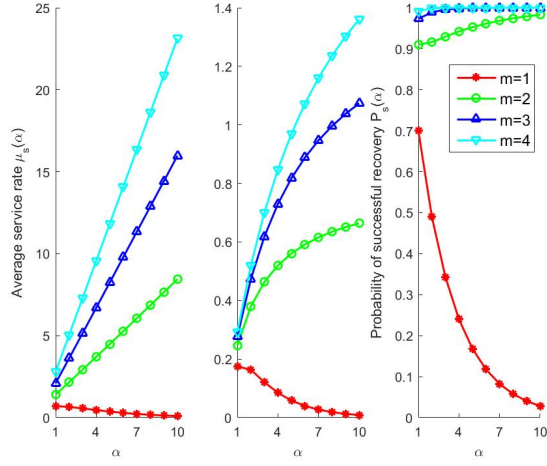 25
20
15
10
5
0
Average service rate μ_s(α)
1 4 7 10
α
1.4
1.2
1
0.8
0.6
0.4
0.2
0
1 4 7 10
α
1
0.9
0.8
0.7
0.6
0.5
0.4
0.3
0.2
0.1
0
Probability of successful recovery P_s(α)
m=1
m=2
m=3
m=4
1 4 7 10
α